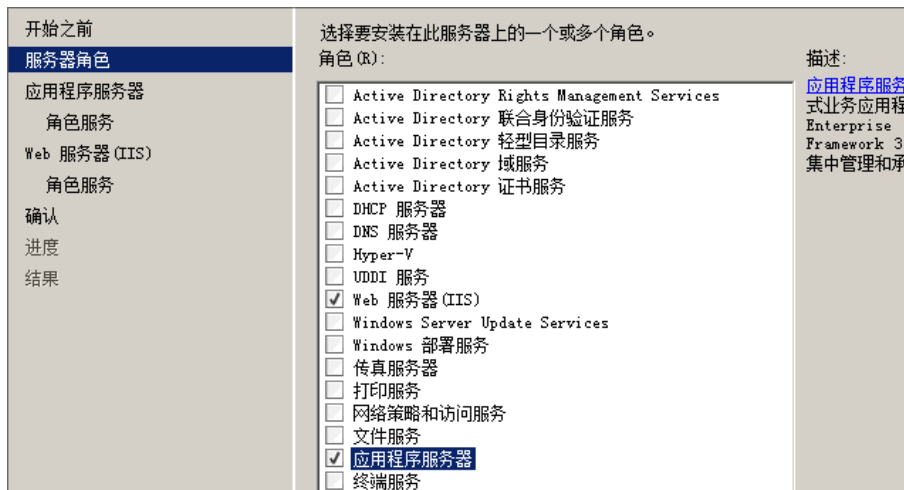 开始之前
服务器角色
应用程序服务器
角色服务
Web 服务器(IIS)
角色服务
确认
进度
结果
选择要安装在此服务器上的一个或多个角色。
角色(R):
Active Directory Rights Management Services
Active Directory 联合身份验证服务
Active Directory 轻型目录服务
Active Directory 域服务
Active Directory 证书服务
DHCP 服务器
DNS 服务器
Hyper-V
UDDI 服务
Web 服务器(IIS)
Windows Server Update Services
Windows 部署服务
传真服务器
打印服务
网络策略和访问服务
文件服务
应用程序服务器
终端服务
描述:
应用程序服务
式业务应用程
Enterprise
Framework 3
集中管理和承